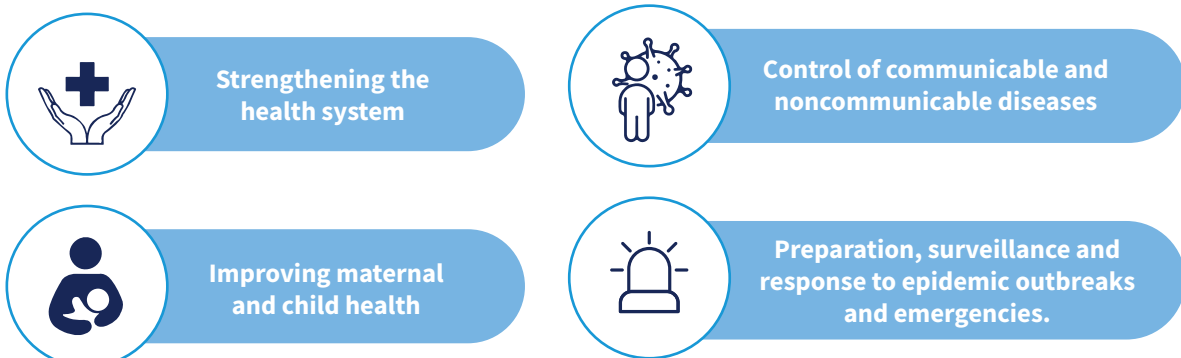 Strengthening the
health system
Control of communicable and
noncommunicable diseases
Improving maternal
and child health
Preparation, surveillance and
response to epidemic outbreaks
and emergencies.